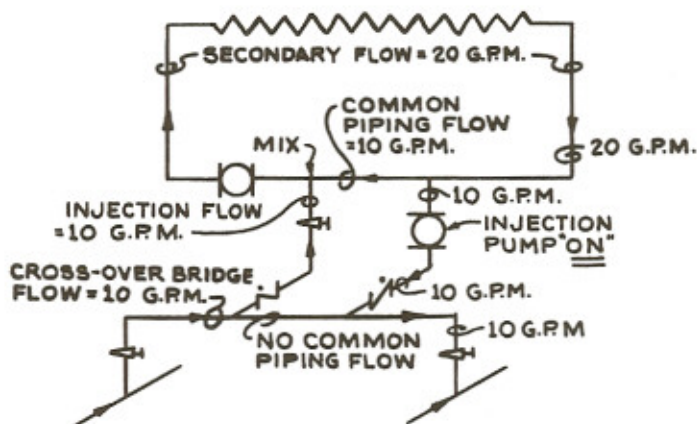 SECONDARY FLOW = 20 G.P.M.
COMMON
PIPING FLOW
=10 G.P.M.
MIX
20 G.P.M.
10 G.P.M.
INJECTION FLOW
=10 G.P.M.
INJECTION
PUMP "ON"
CROSS-OVER BRIDGE
FLOW=10 G.P.M.
10 G.P.M.
NO COMMON
PIPING FLOW
10 G.P.M